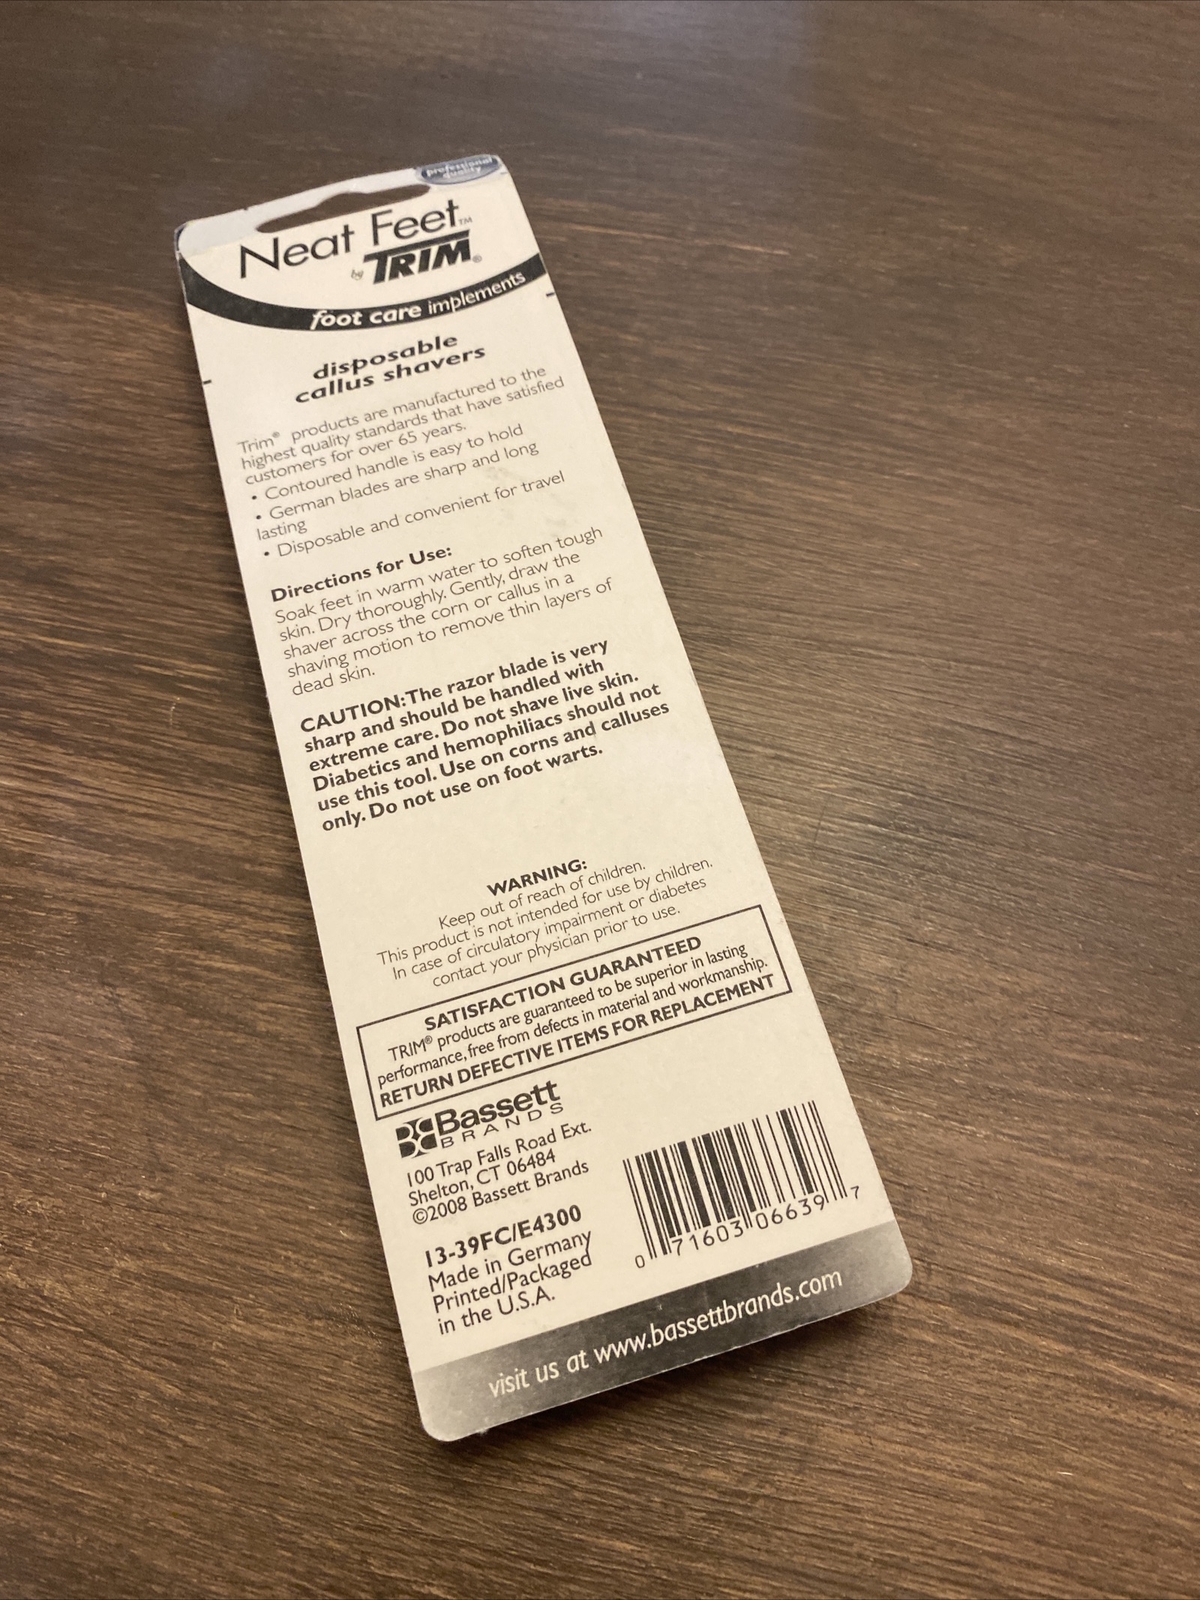 professional
quality
Neat Feet™
by TRIM®
foot care implements
disposable
callus shavers
Trim® products are manufactured to the
highest quality standards that have satisfied
customers for over 65 years.
• Contoured handle is easy to hold
• German blades are sharp and long
lasting
• Disposable and convenient for travel
Directions for Use:
Soak feet in warm water to soften tough
skin. Dry thoroughly. Gently, draw the
shaver across the corn or callus in a
shaving motion to remove thin layers of
dead skin.
CAUTION: The razor blade is very
sharp and should be handled with
extreme care. Do not shave live skin.
Diabetics and hemophiliacs should not
use this tool. Use on corns and calluses
only. Do not use on foot warts.
WARNING:
Keep out of reach of children.
This product is not intended for use by children.
In case of circulatory impairment or diabetes
contact your physician prior to use.
SATISFACTION GUARANTEED
TRIM® products are guaranteed to be superior in lasting
performance, free from defects in material and workmanship.
RETURN DEFECTIVE ITEMS FOR REPLACEMENT
Bassett
BRANDS
100 Trap Falls Road Ext.
Shelton, CT 06484
©2008 Bassett Brands
13-39FC/E4300
Made in Germany
Printed/Packaged
in the U.S.A.
0 71603 06639 7
visit us at www.bassettbrands.com